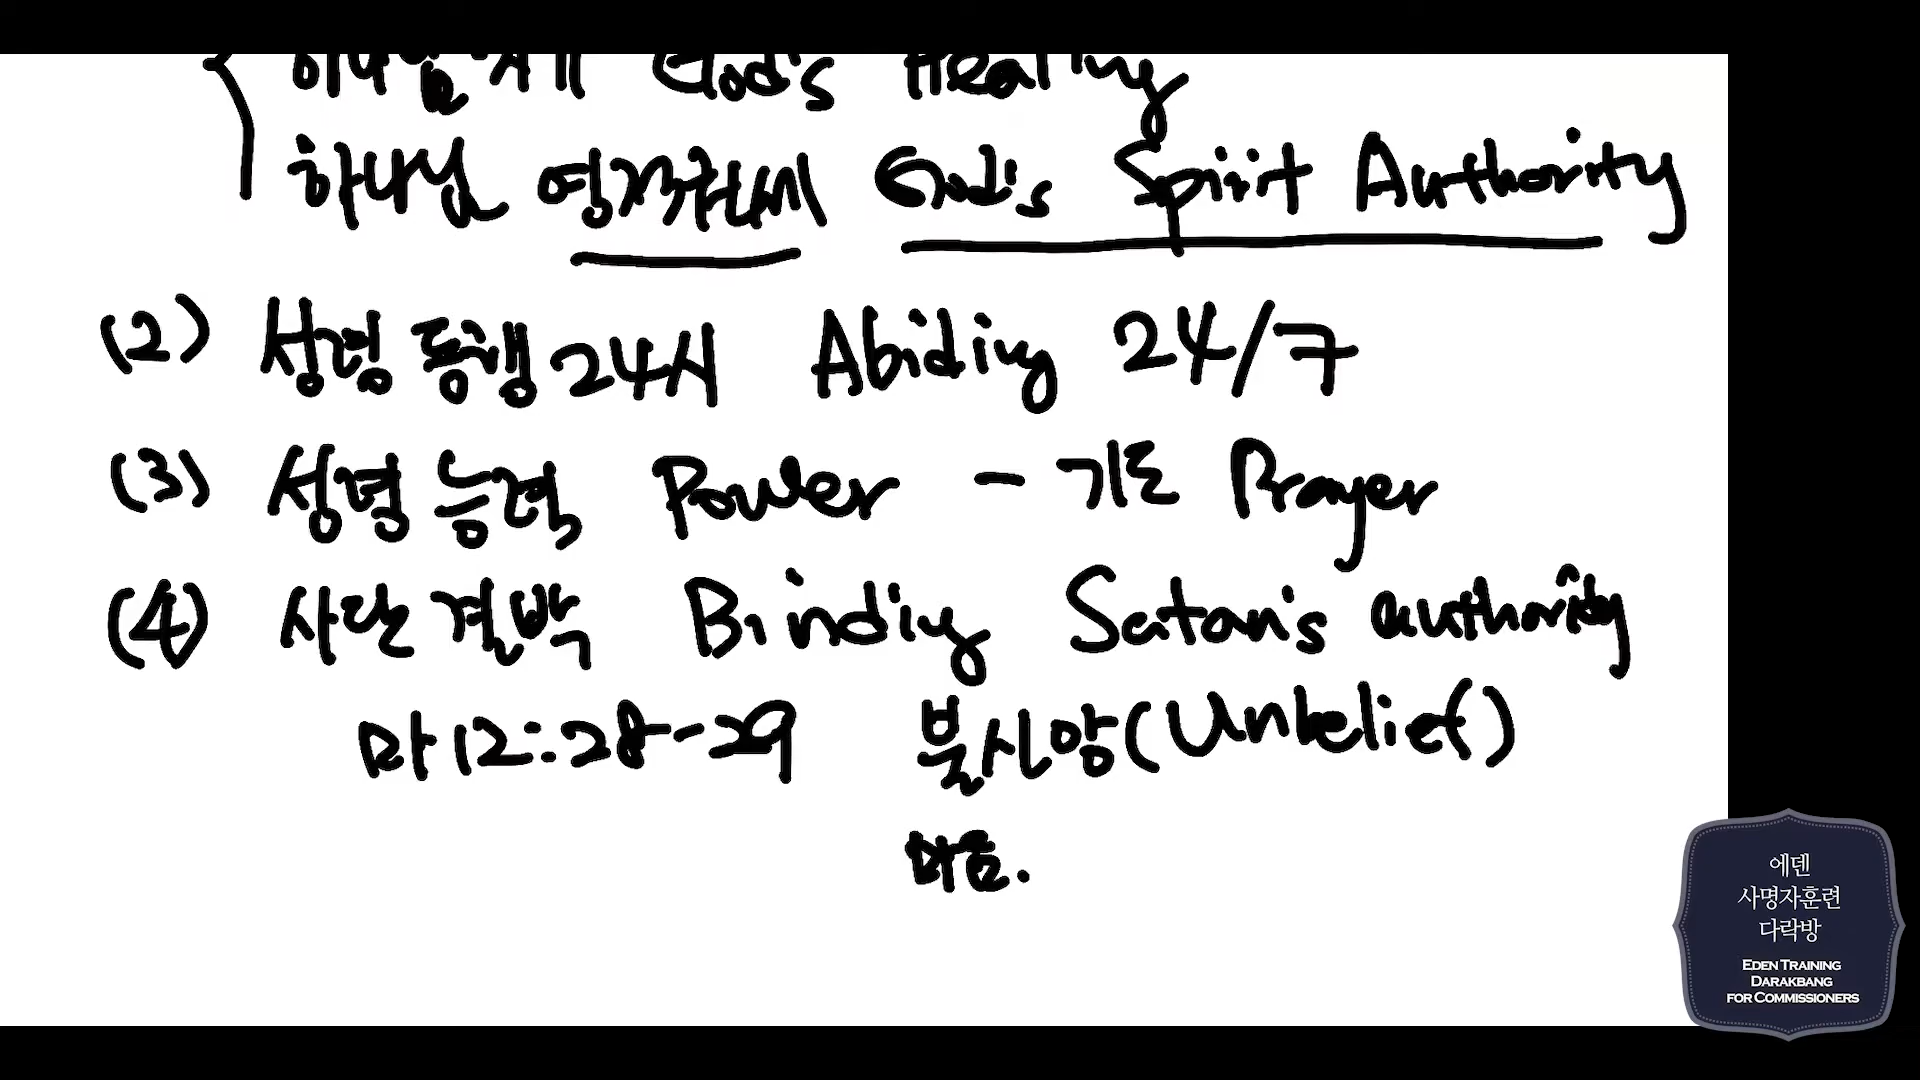 God's Healing
하나님 영적권세 God's Spirit Authority
(2) 성령 동행 24시 Abiding 24/7
(3) 성령 능력 Power - 기도 Prayer
(4) 사단 결박 Binding Satan's authority
마 12:28-29 불신앙 (Unbelief)
마음.
에덴
사명자훈련
다락방
EDEN TRAINING
DARAKBANG
FOR COMMISSIONERS